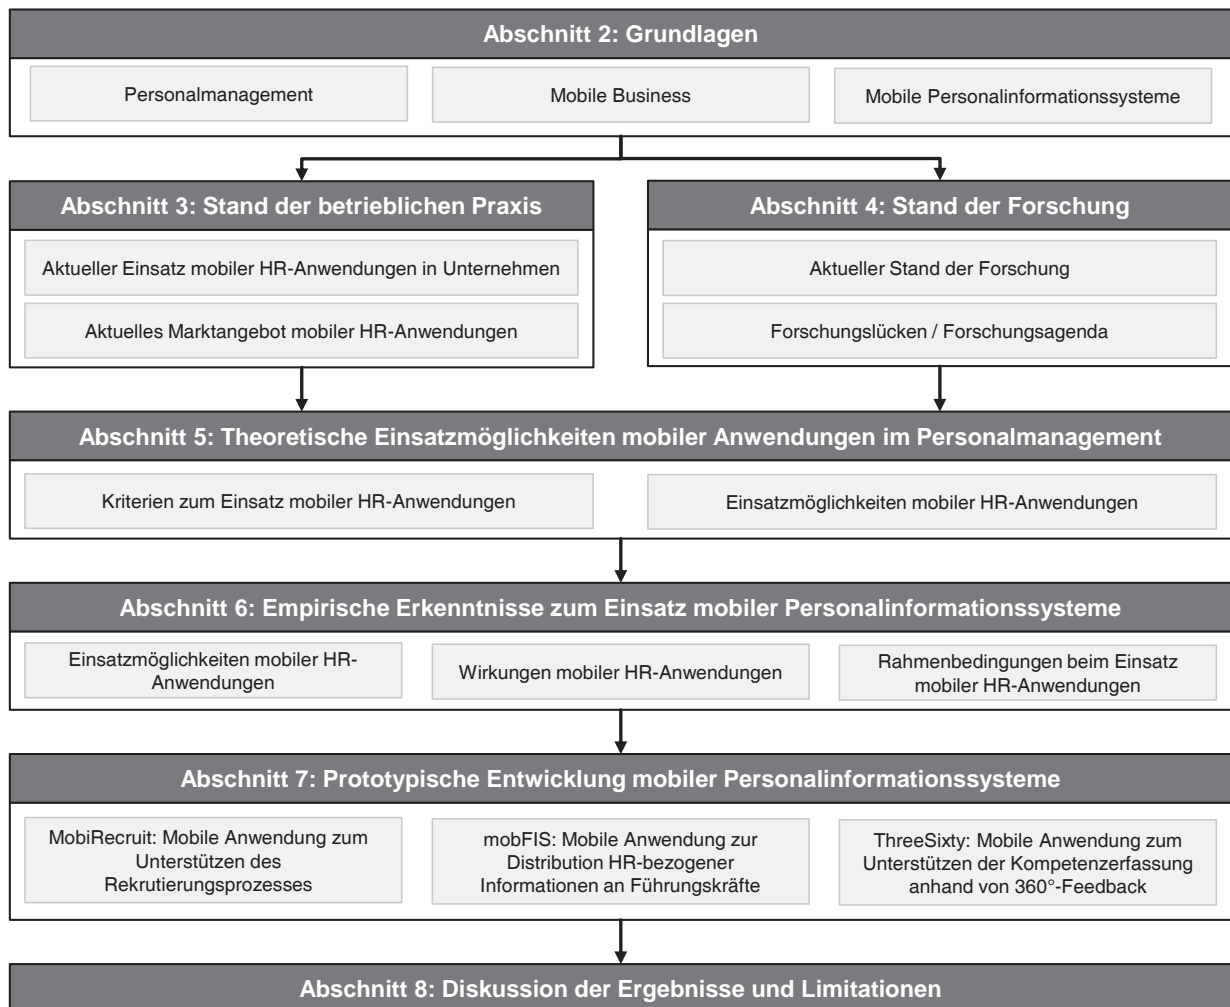 Abschnitt 2: Grundlagen
Personalmanagement
Mobile Business
Mobile Personalinformationssysteme
Abschnitt 3: Stand der betrieblichen Praxis
Aktueller Einsatz mobiler HR-Anwendungen in Unternehmen
Aktuelles Marktangebot mobiler HR-Anwendungen
Abschnitt 4: Stand der Forschung
Aktueller Stand der Forschung
Forschungslücken / Forschungsagenda
Abschnitt 5: Theoretische Einsatzmöglichkeiten mobiler Anwendungen im Personalmanagement
Kriterien zum Einsatz mobiler HR-Anwendungen
Einsatzmöglichkeiten mobiler HR-Anwendungen
Abschnitt 6: Empirische Erkenntnisse zum Einsatz mobiler Personalinformationssysteme
Einsatzmöglichkeiten mobiler HR-
Anwendungen
Wirkungen mobiler HR-Anwendungen
Rahmenbedingungen beim Einsatz
mobiler HR-Anwendungen
Abschnitt 7: Prototypische Entwicklung mobiler Personalinformationssysteme
MobiRecruit: Mobile Anwendung zum
Unterstützen des
Rekrutierungsprozesses
mobFIS: Mobile Anwendung zur
Distribution HR-bezogener
Informationen an Führungskräfte
ThreeSixty: Mobile Anwendung zum
Unterstützen der Kompetenzerfassung
anhand von 360°-Feedback
Abschnitt 8: Diskussion der Ergebnisse und Limitationen